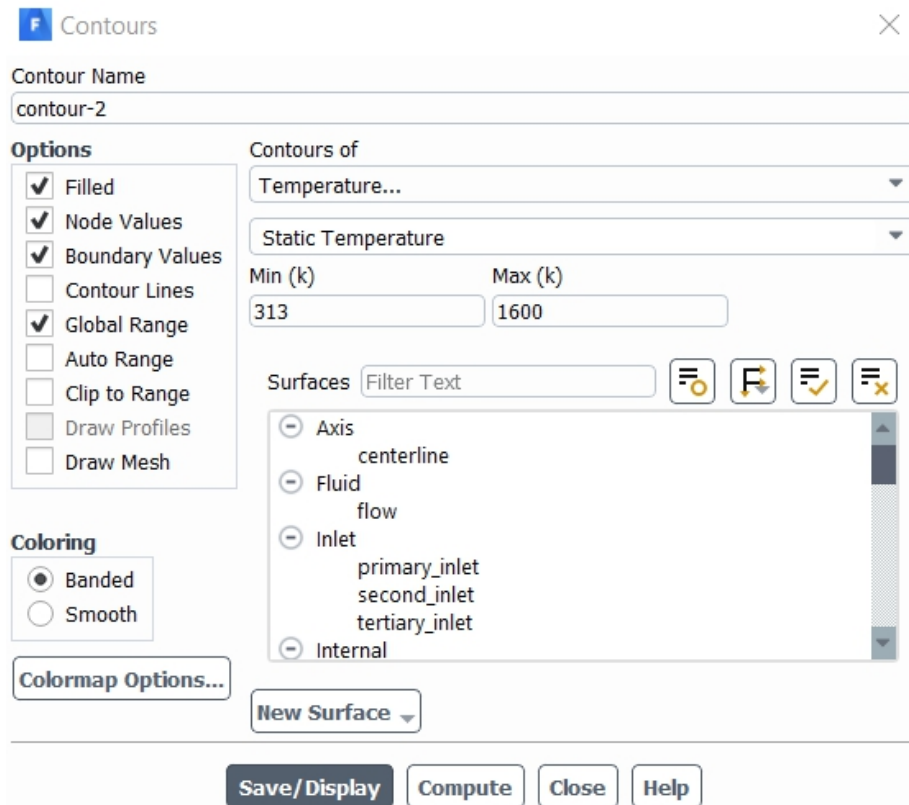 F Contours
Contour Name
contour-2
Options
Filled
Node Values
Boundary Values
Contour Lines
Global Range
Auto Range
Clip to Range
Draw Profiles
Draw Mesh
Coloring
Banded
Smooth
Colormap Options...
Contours of
Temperature...
Static Temperature
Min (k) Max (k)
313 1600
Surfaces Filter Text
Axis
centerline
Fluid
flow
Inlet
primary_inlet
second_inlet
tertiary_inlet
Internal
New Surface
Save/Display Compute Close Help